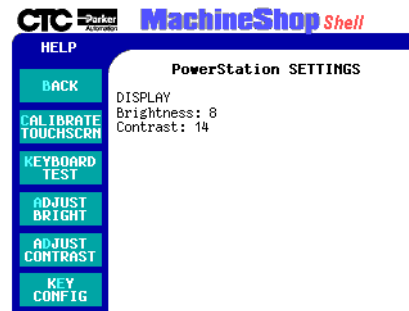 CTC Parker Automation MachineShop Shell
HELP
PowerStation SETTINGS
BACK
DISPLAY
Brightness: 8
Contrast: 14
CALIBRATE
TOUCHSCRN
KEYBOARD
TEST
ADJUST
BRIGHT
ADJUST
CONTRAST
KEY
CONFIG